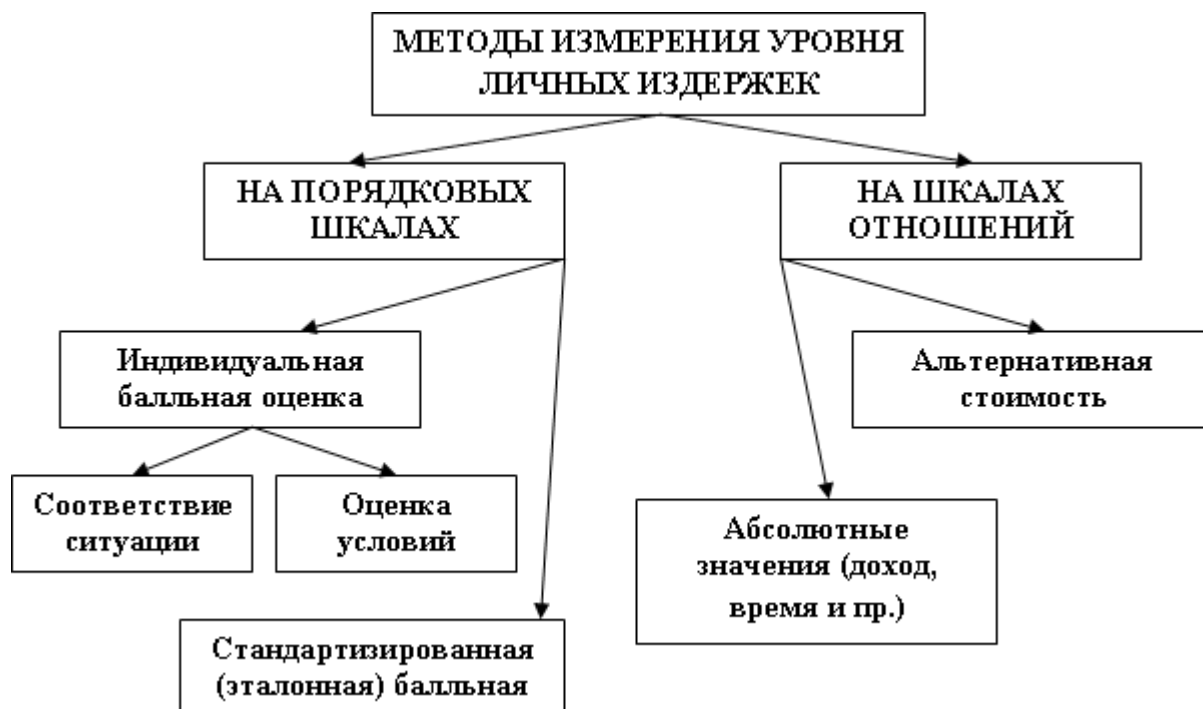 МЕТОДЫ ИЗМЕРЕНИЯ УРОВНЯ
ЛИЧНЫХ ИЗДЕРЖЕК
НА ПОРЯДКОВЫХ
ШКАЛАХ
НА ШКАЛАХ
ОТНОШЕНИЙ
Индивидуальная
балльная оценка
Альтернативная
стоимость
Соответствие
ситуации
Оценка
условий
Абсолютные
значения (доход,
время и пр.)
Стандартизированная
(эталонная) балльная